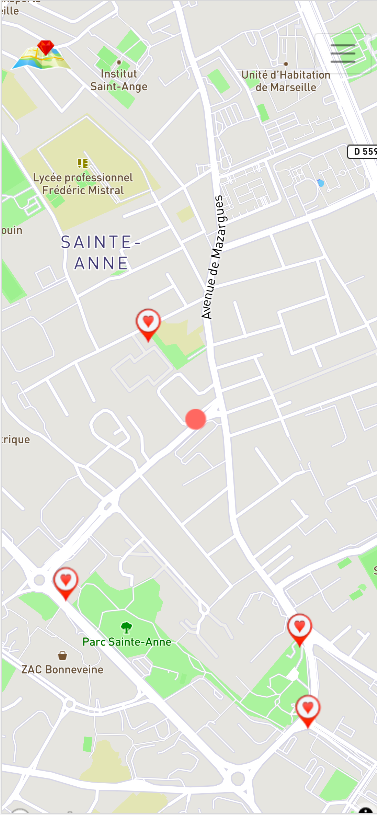 eille
Institut
Saint-Ange
Unité d'Habitation
de Marseille
D 559
Lycée professionnel
Frédéric Mistral
ouin
SAINTE-
ANNE
Avenue de Mazargues
rique
Parc Sainte-Anne
ZAC Bonneveine